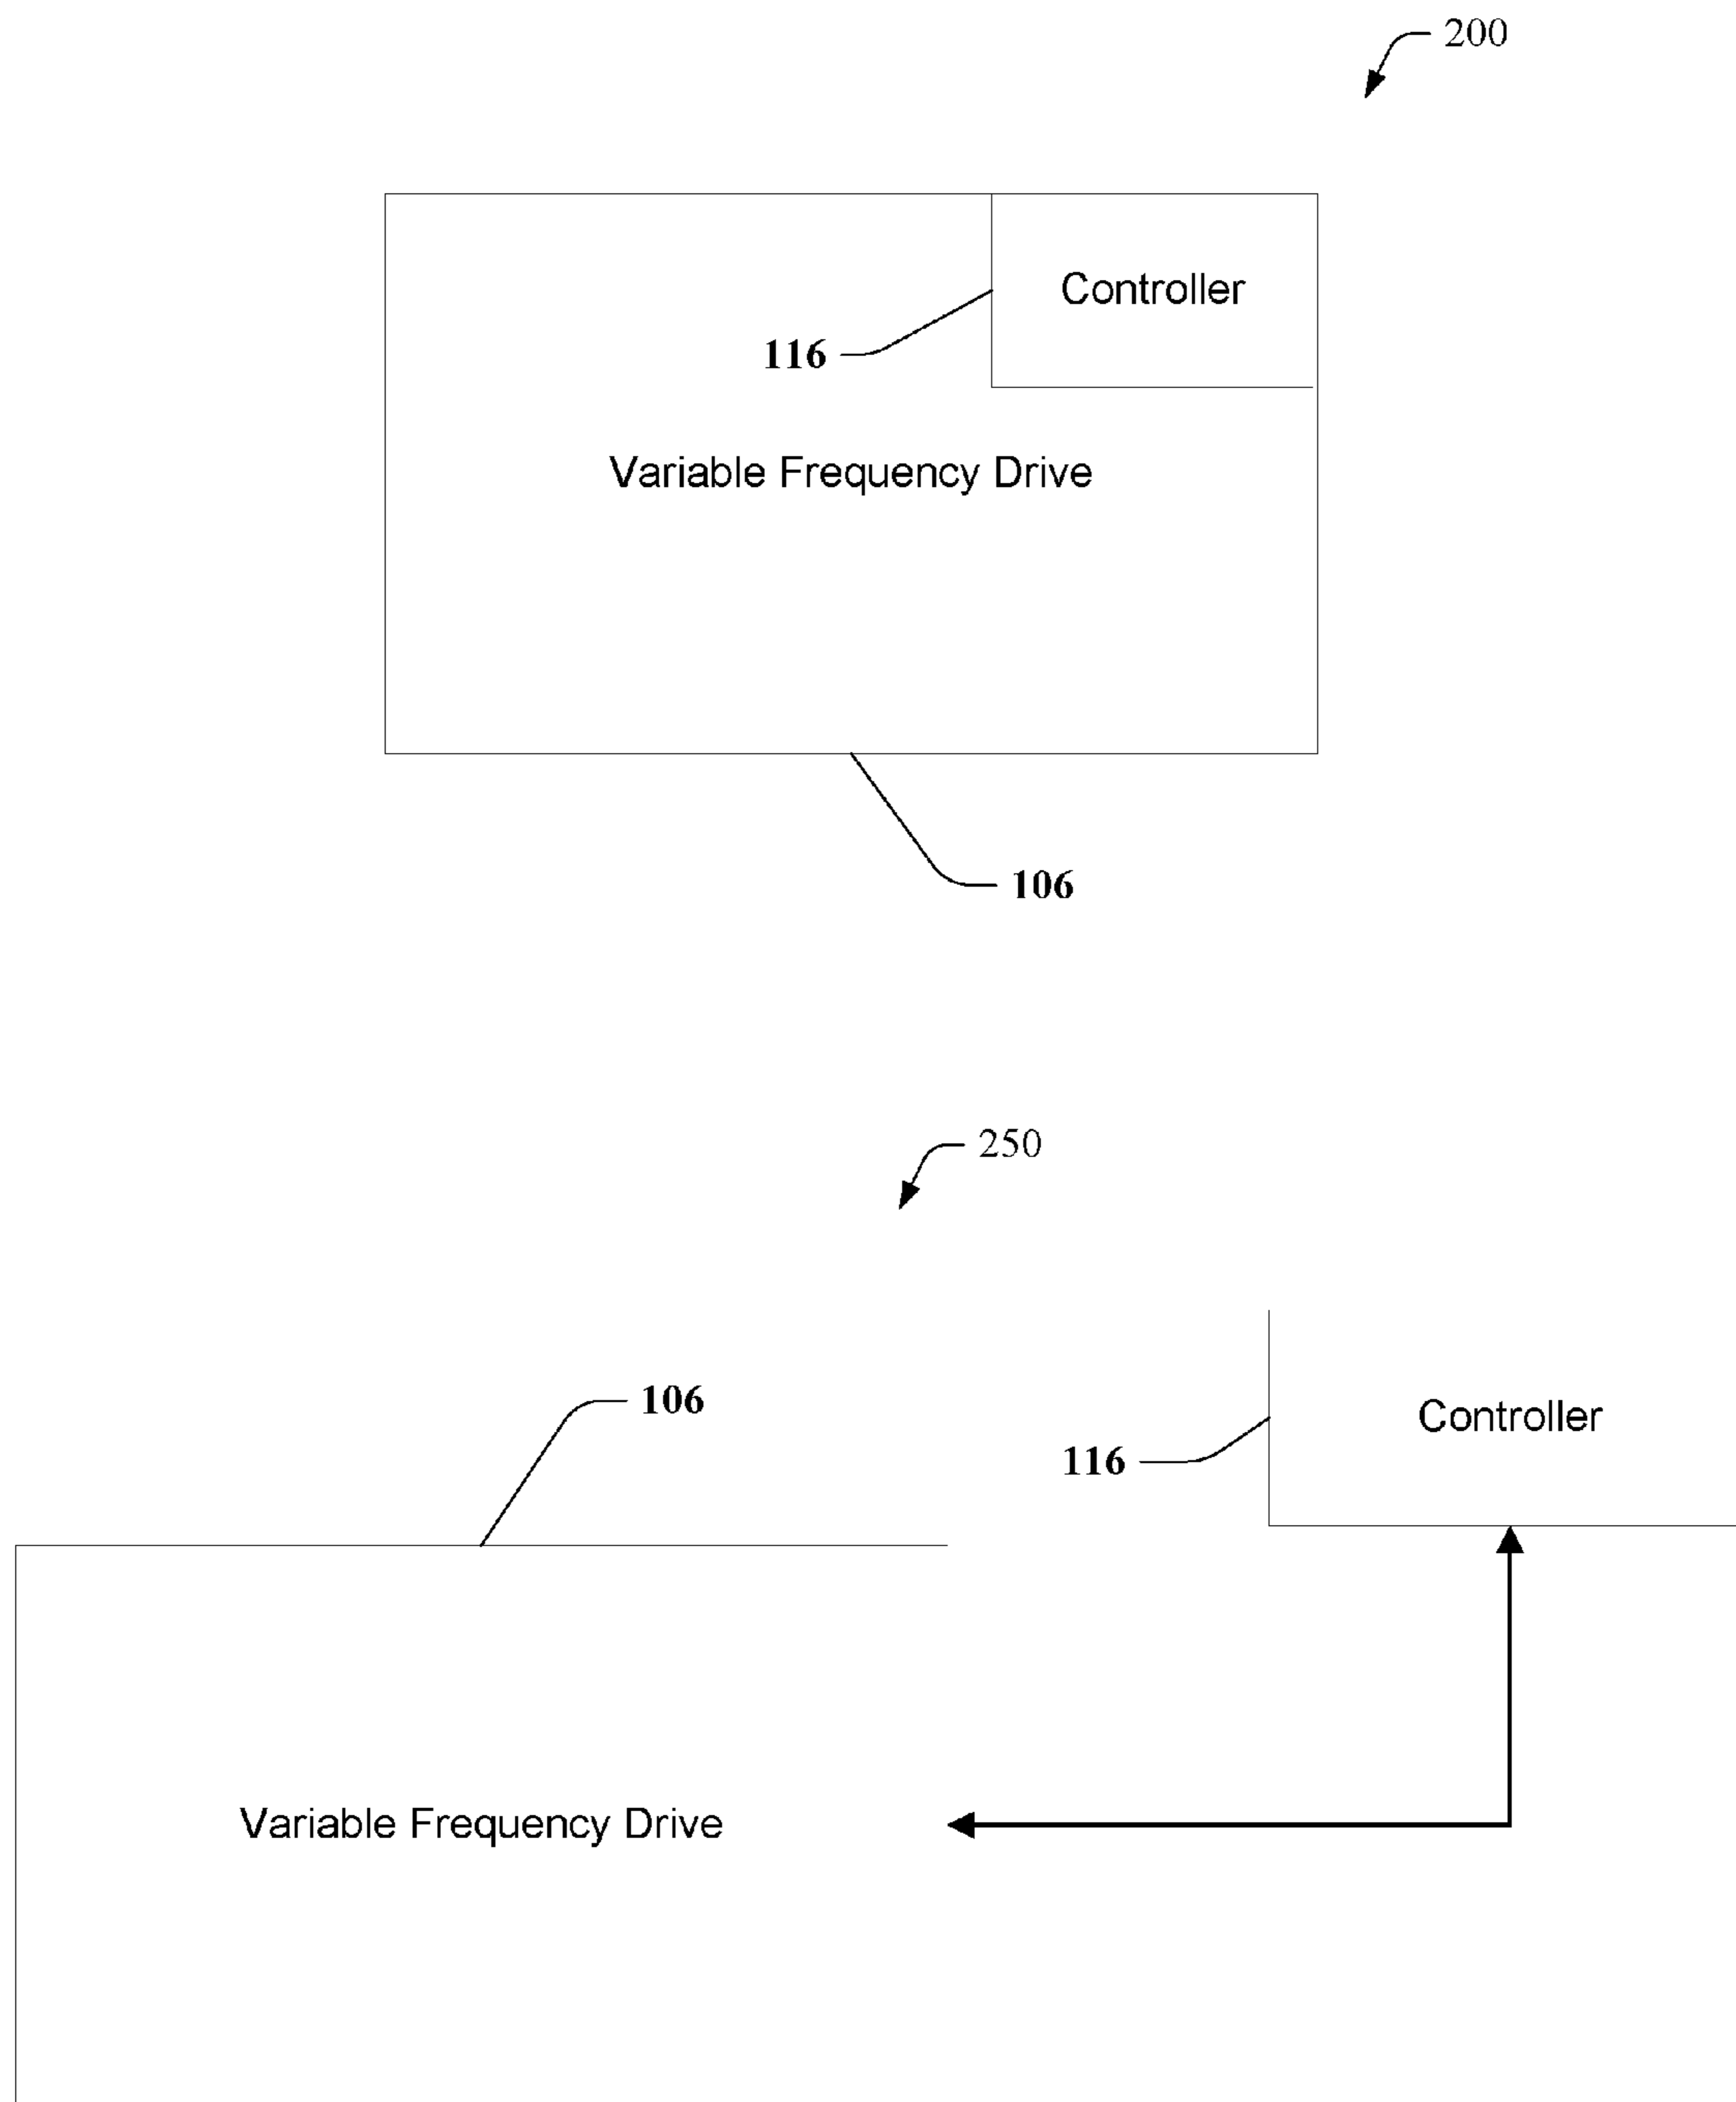 200
Controller
116
Variable Frequency Drive
106
250
106
Controller
116
Variable Frequency Drive